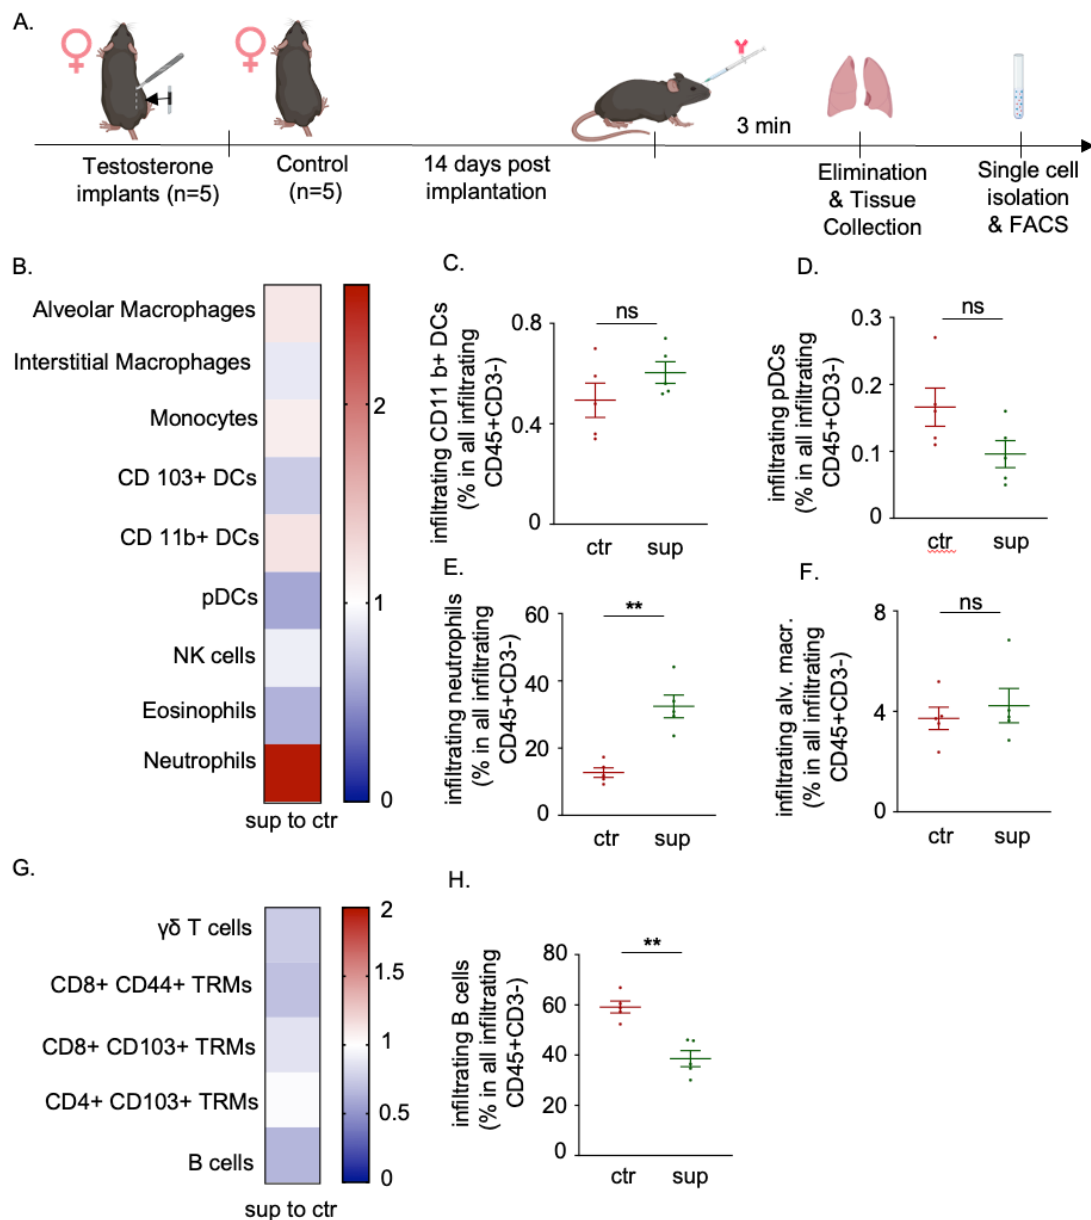 A.
3 min
Testosterone
implants (n=5)
Control
(n=5)
14 days post
implantation
Elimination
& Tissue
Collection
Single cell
isolation
& FACS
B.
Alveolar Macrophages
Interstitial Macrophages
Monocytes
CD 103+ DCs
CD 11b+ DCs
pDCs
NK cells
Eosinophils
Neutrophils
sup to ctr
2
1
0
C.
infiltrating CD11 b+ DCs
(% in all infiltrating
CD45+CD3-)
0.8
0.4
0
ns
ctr
sup
D.
infiltrating pDCs
(% in all infiltrating
CD45+CD3-)
0.3
0.2
0.1
0
ns
ctr
sup
E.
infiltrating neutrophils
(% in all infiltrating
CD45+CD3-)
60
40
20
0
**
ctr
sup
F.
infiltrating alv. macr.
(% in all infiltrating
CD45+CD3-)
8
4
0
ns
ctr
sup
G.
γδ T cells
CD8+ CD44+ TRMs
CD8+ CD103+ TRMs
CD4+ CD103+ TRMs
B cells
sup to ctr
2
1.5
1
0.5
0
H.
infiltrating B cells
(% in all infiltrating
CD45+CD3-)
80
60
40
20
0
**
ctr
sup